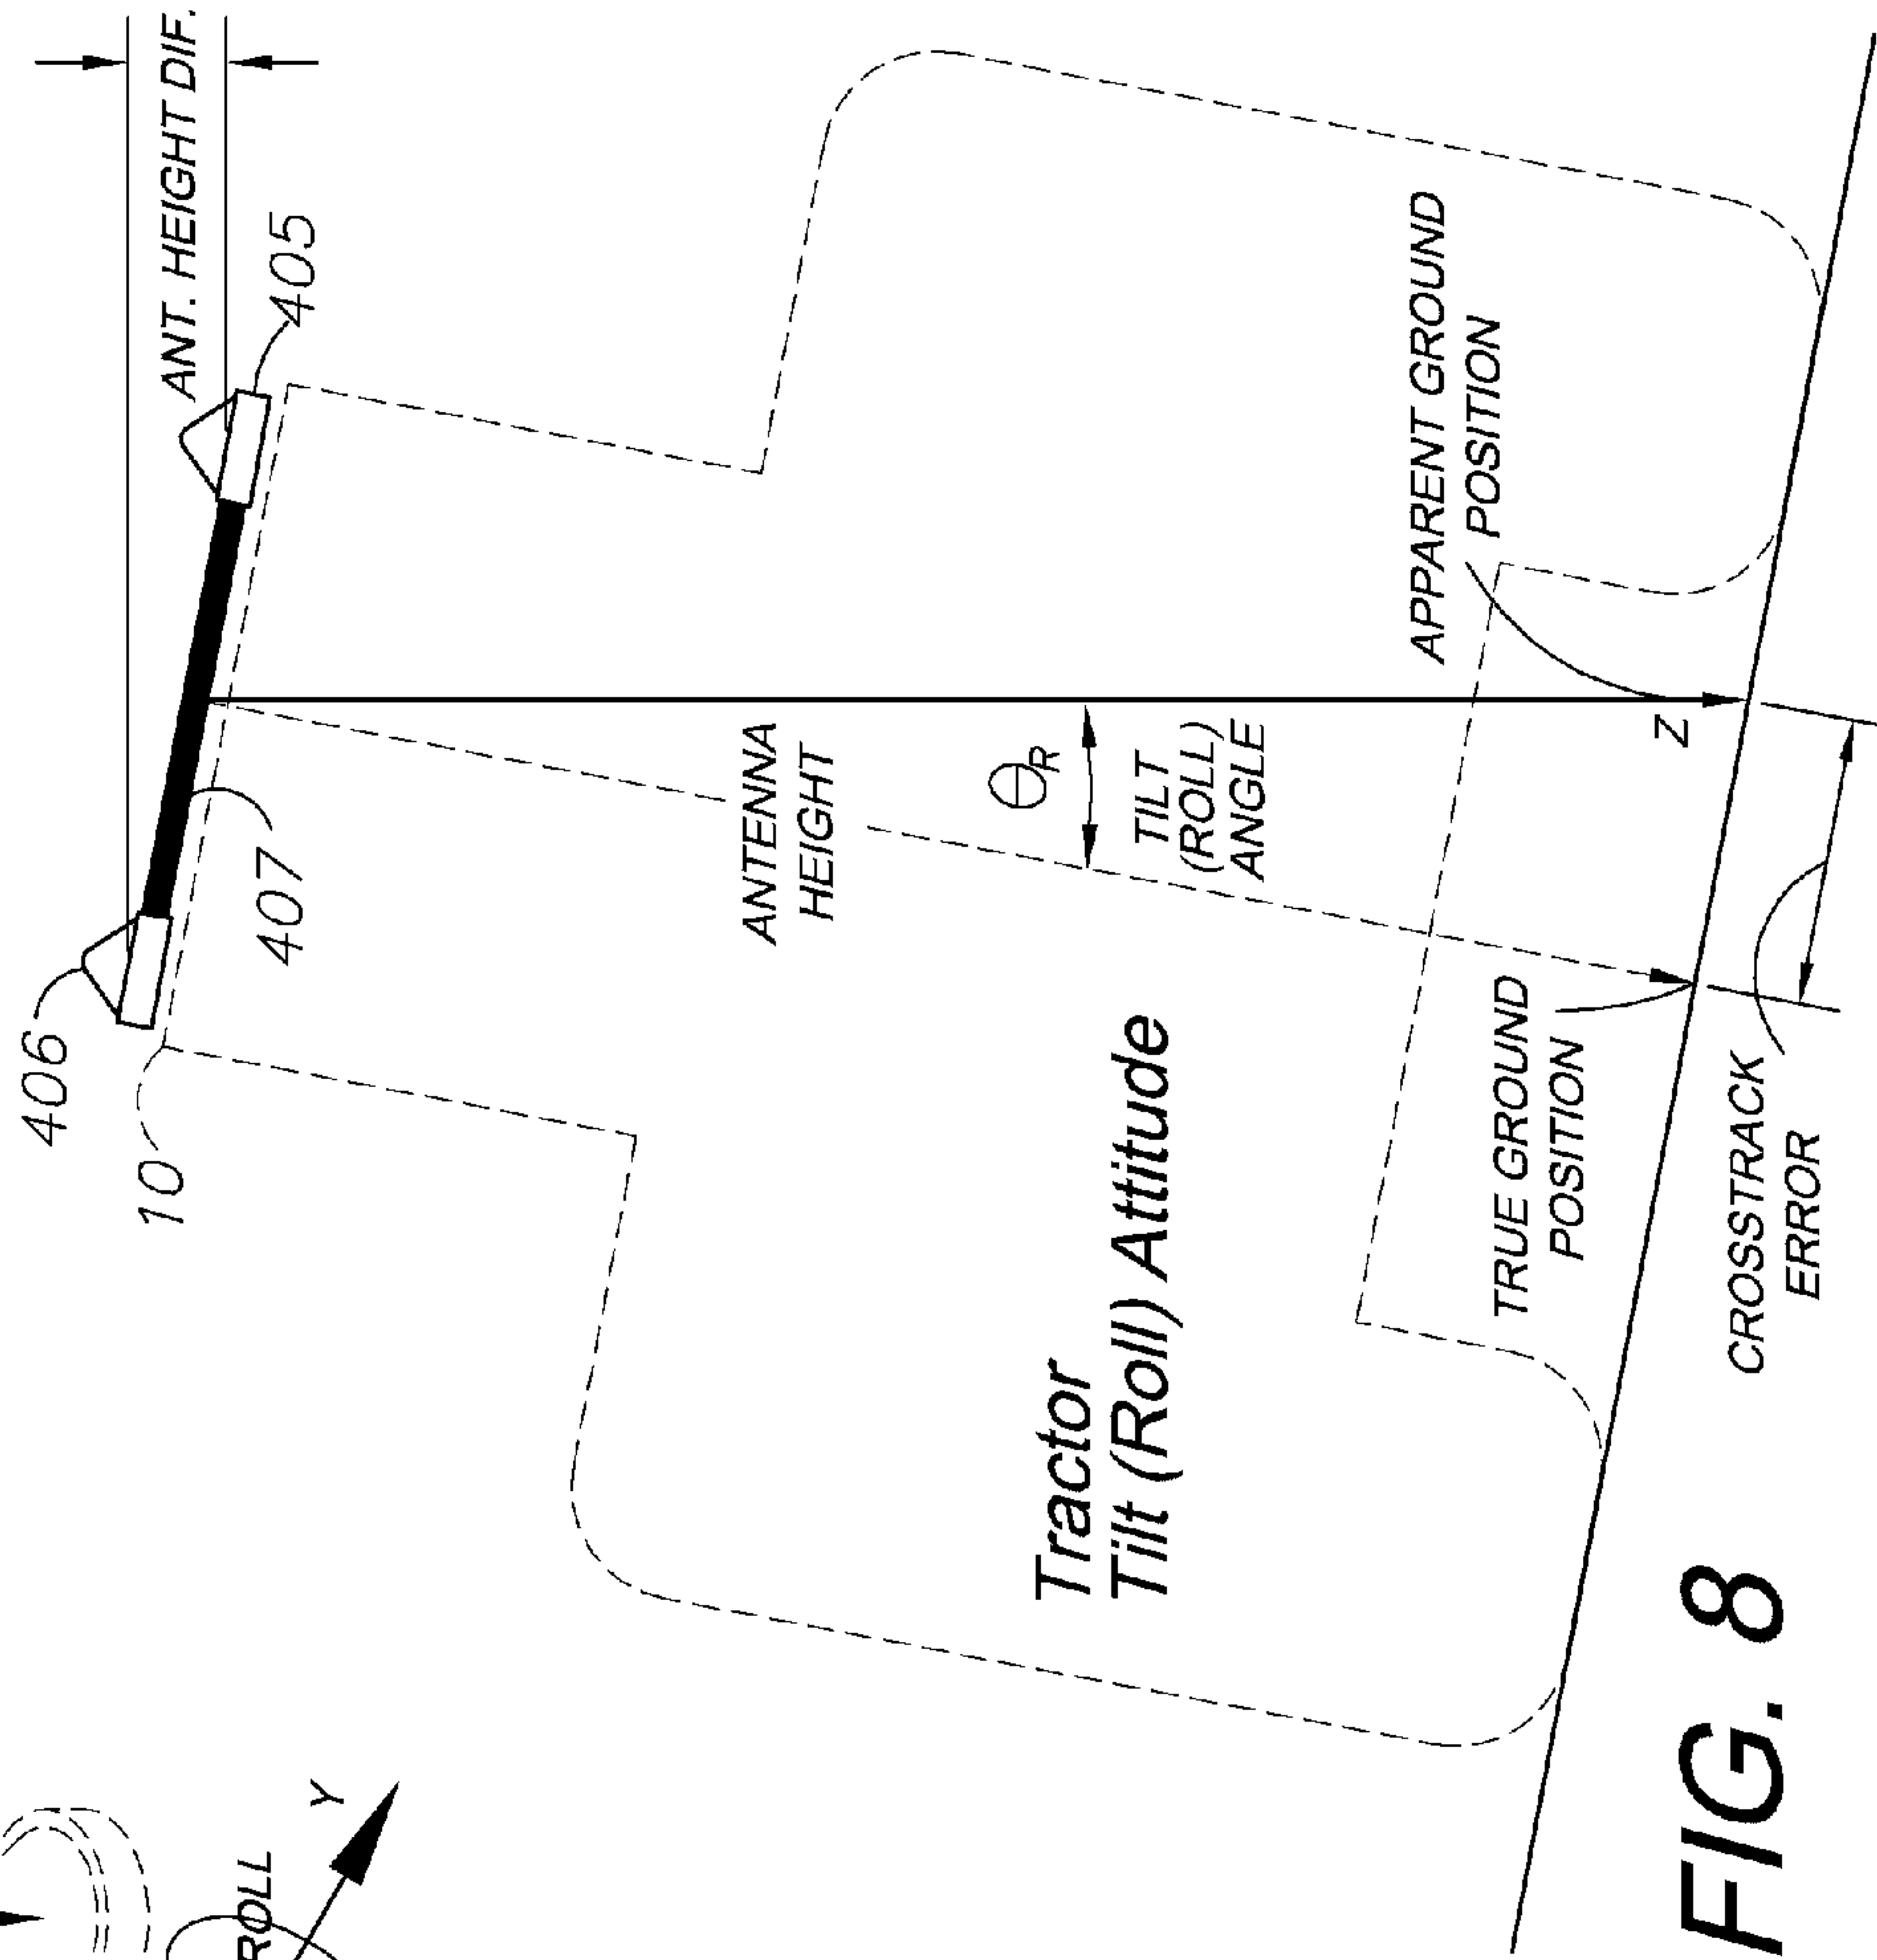 ANT. HEIGHT DIF.
406
405
10
407
ANTENNA
HEIGHT
θR
TILT
(ROLL)
ANGLE
APPARENT GROUND
POSITION
Z
Tractor
Tilt (Roll) Attitude
TRUE GROUND
POSITION
CROSSTRACK
ERROR
Y
ROLL
FIG. 8